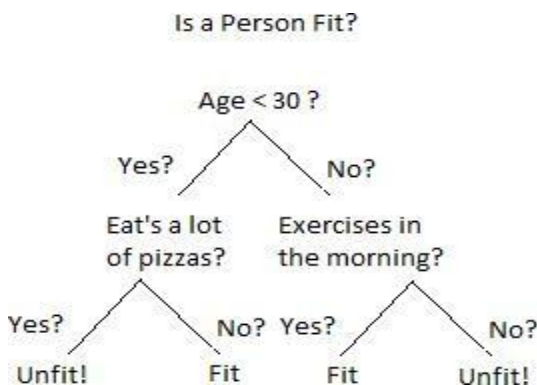 Is a Person Fit?
Age < 30 ?
Yes?
No?
Eat's a lot
of pizzas?
Exercises in
the morning?
Yes?
No?
Yes?
No?
Unfit!
Fit
Fit
Unfit!